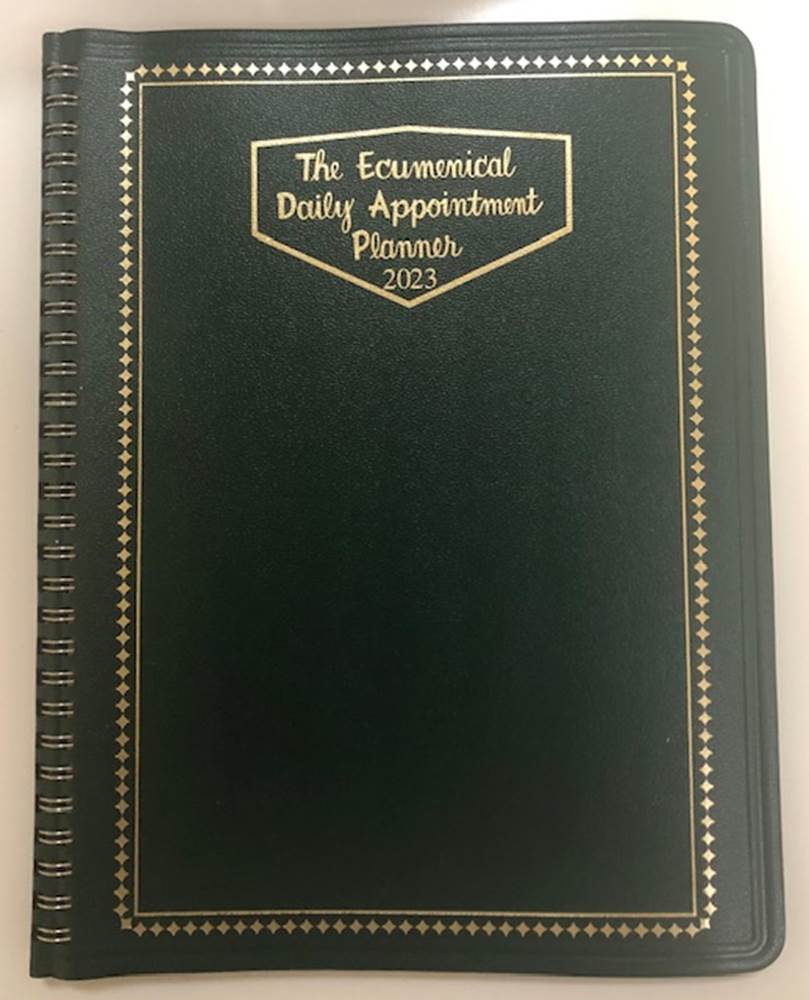 The Ecumenical
Daily Appointment
Planner
2023